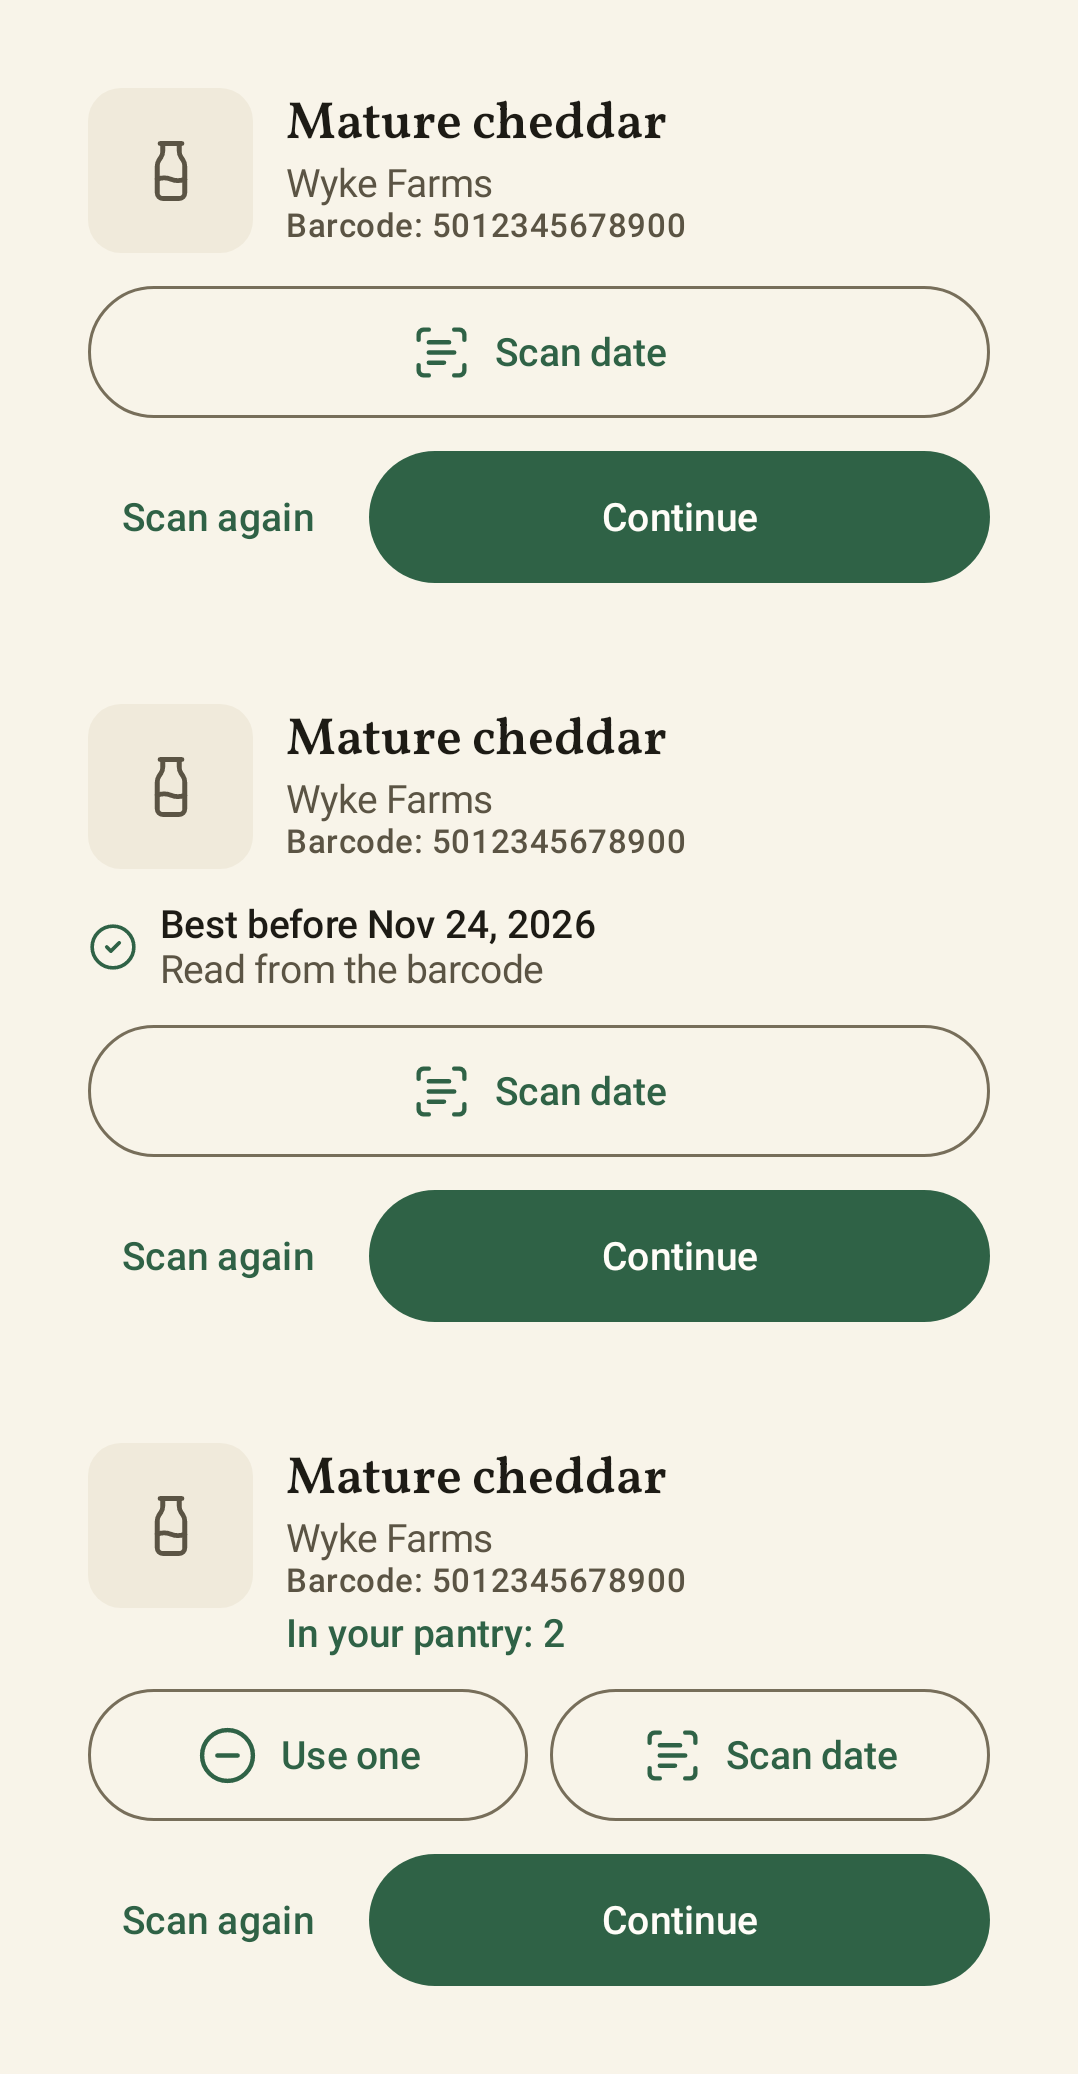 Mature cheddar
Wyke Farms
Barcode: 5012345678900
Scan date
Scan again
Continue
Mature cheddar
Wyke Farms
Barcode: 5012345678900
Best before Nov 24, 2026
Read from the barcode
Scan date
Scan again
Continue
Mature cheddar
Wyke Farms
Barcode: 5012345678900
In your pantry: 2
Use one
Scan date
Scan again
Continue